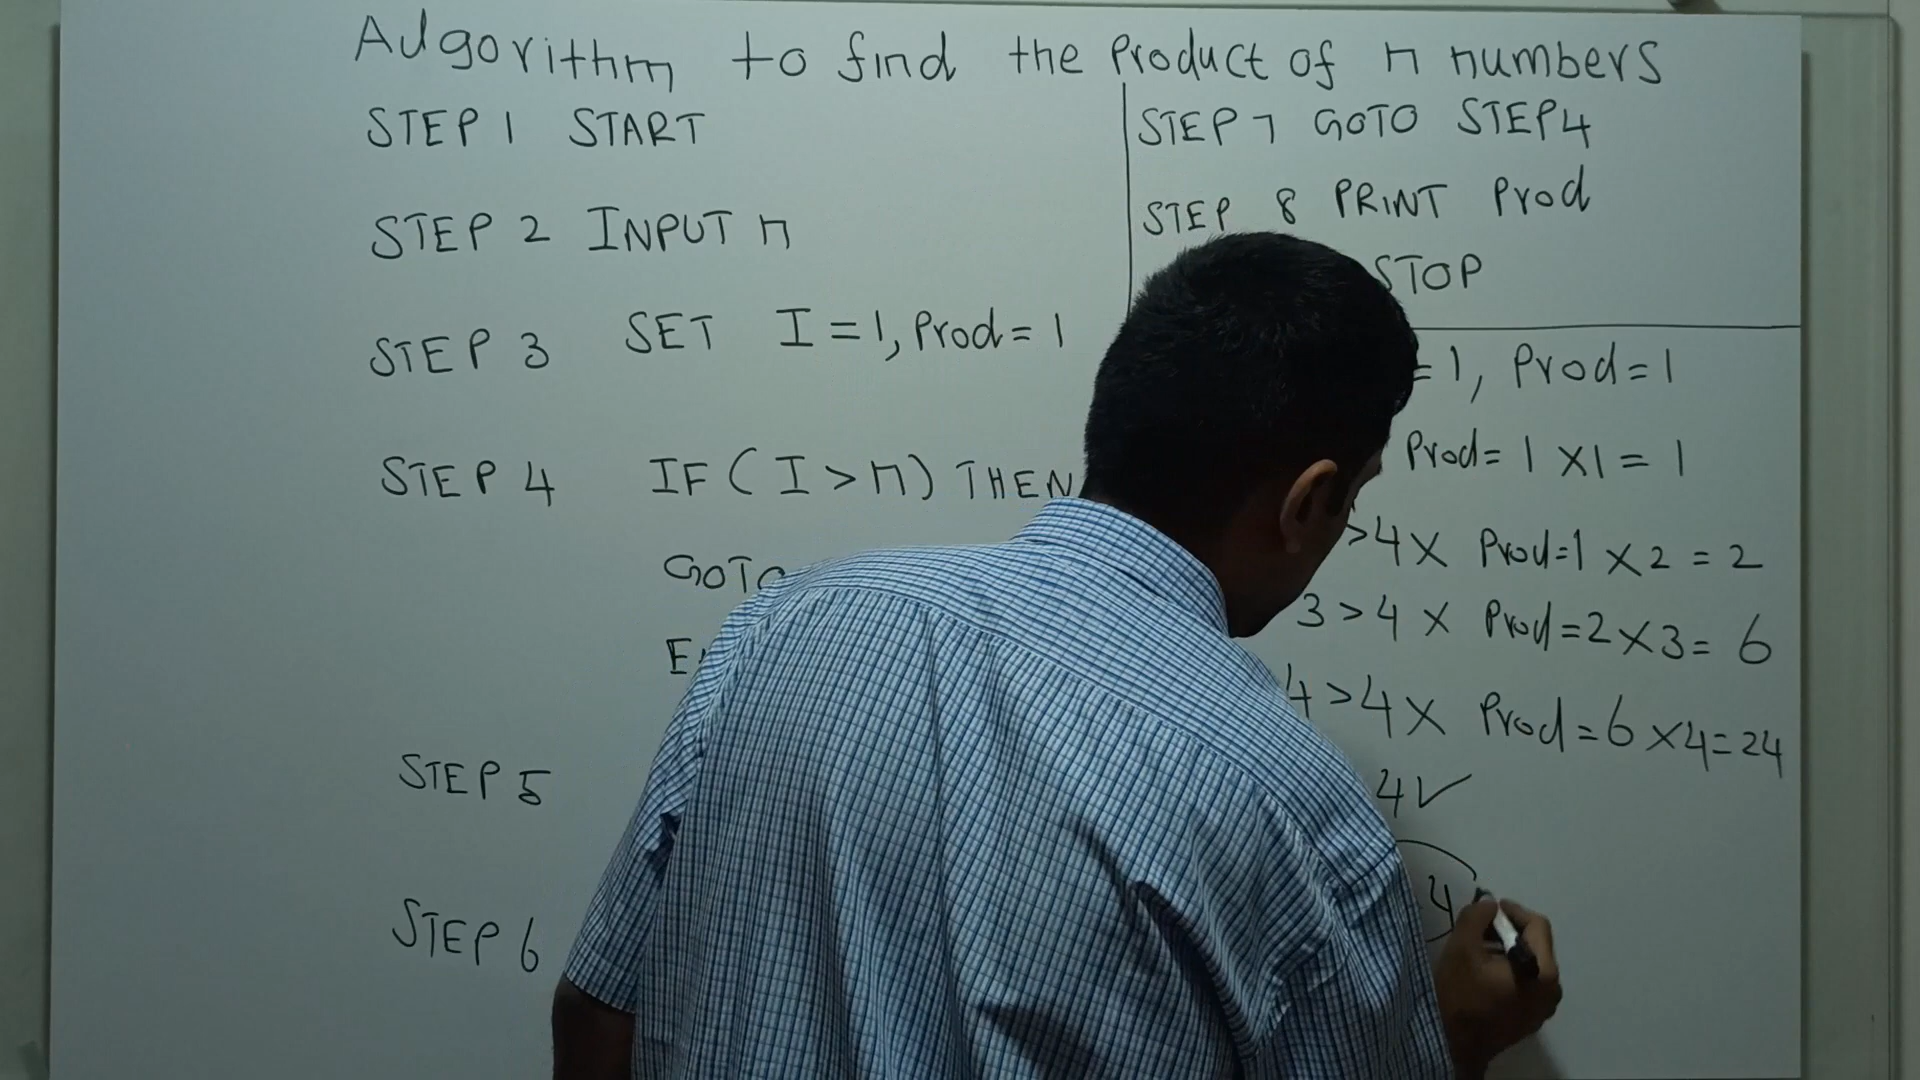 Algorithm to find the Product of n numbers
STEP 1 START
STEP 2 INPUT n
STEP 3 SET I = 1, Prod = 1
STEP 4 IF ( I > n ) THEN
GOTO
STEP 5
STEP 6
STEP 7 GOTO STEP4
STEP 8 PRINT Prod
STOP
= 1, Prod = 1
Prod = 1 X1 = 1
>4 X Prod=1 X2 = 2
3 >4 X Prod=2X3= 6
4 >4 X Prod=6 X4=24
4 ✓
4